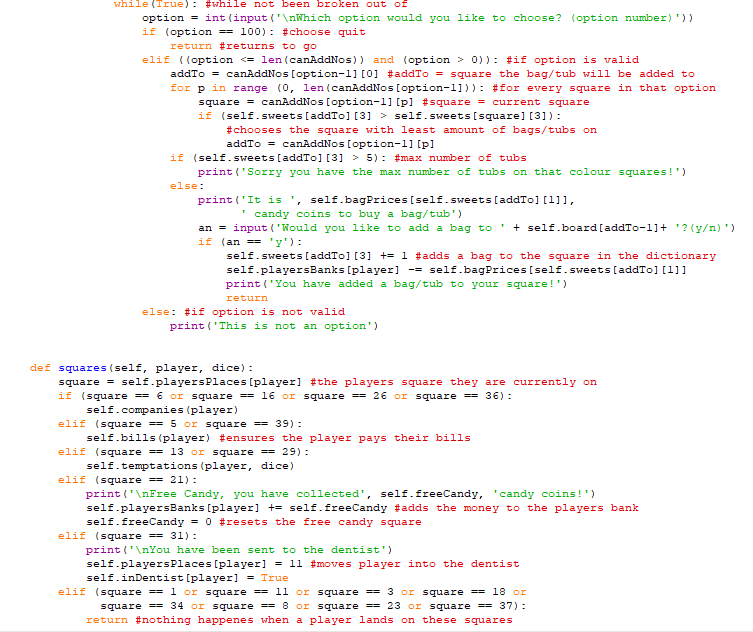 while(True): #while not been broken out of
option = int(input('\nWhich option would you like to choose? (option number)'))
if (option == 100): #choose quit
return #returns to go
elif ((option <= len(canAddNos)) and (option > 0)): #if option is valid
addTo = canAddNos[option-1][0] #addTo = square the bag/tub will be added to
for p in range (0, len(canAddNos[option-1])): #for every square in that option
square = canAddNos[option-1][p] #square = current square
if (self.sweets[addTo][3] > self.sweets[square][3]):
#chooses the square with least amount of bags/tubs on
addTo = canAddNos[option-1][p]
if (self.sweets[addTo][3] > 5): #max number of tubs
print('Sorry you have the max number of tubs on that colour squares!')
else:
print('It is ', self.bagPrices[self.sweets[addTo][1]],
' candy coins to buy a bag/tub')
an = input('Would you like to add a bag to ' + self.board[addTo-1]+ '?(y/n)')
if (an == 'y'):
self.sweets[addTo][3] += 1 #adds a bag to the square in the dictionary
self.playersBanks[player] -= self.bagPrices[self.sweets[addTo][1]]
print('You have added a bag/tub to your square!')
return
else: #if option is not valid
print('This is not an option')
def squares(self, player, dice):
square = self.playersPlaces[player] #the players square they are currently on
if (square == 6 or square == 16 or square == 26 or square == 36):
self.companies(player)
elif (square == 5 or square == 39):
self.bills(player) #ensures the player pays their bills
elif (square == 13 or square == 29):
self.temptations(player, dice)
elif (square == 21):
print('\nFree Candy, you have collected', self.freeCandy, 'candy coins!')
self.playersBanks[player] += self.freeCandy #adds the money to the players bank
self.freeCandy = 0 #resets the free candy square
elif (square == 31):
print('\nYou have been sent to the dentist')
self.playersPlaces[player] = 11 #moves player into the dentist
self.inDentist[player] = True
elif (square == 1 or square == 11 or square == 3 or square == 18 or
square == 34 or square == 8 or square == 23 or square == 37):
return #nothing happenes when a player lands on these squares